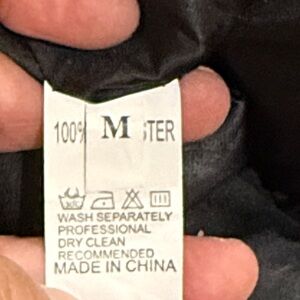 100% M STER
WASH SEPARATELY
PROFESSIONAL
DRY CLEAN
RECOMMENDED
MADE IN CHINA